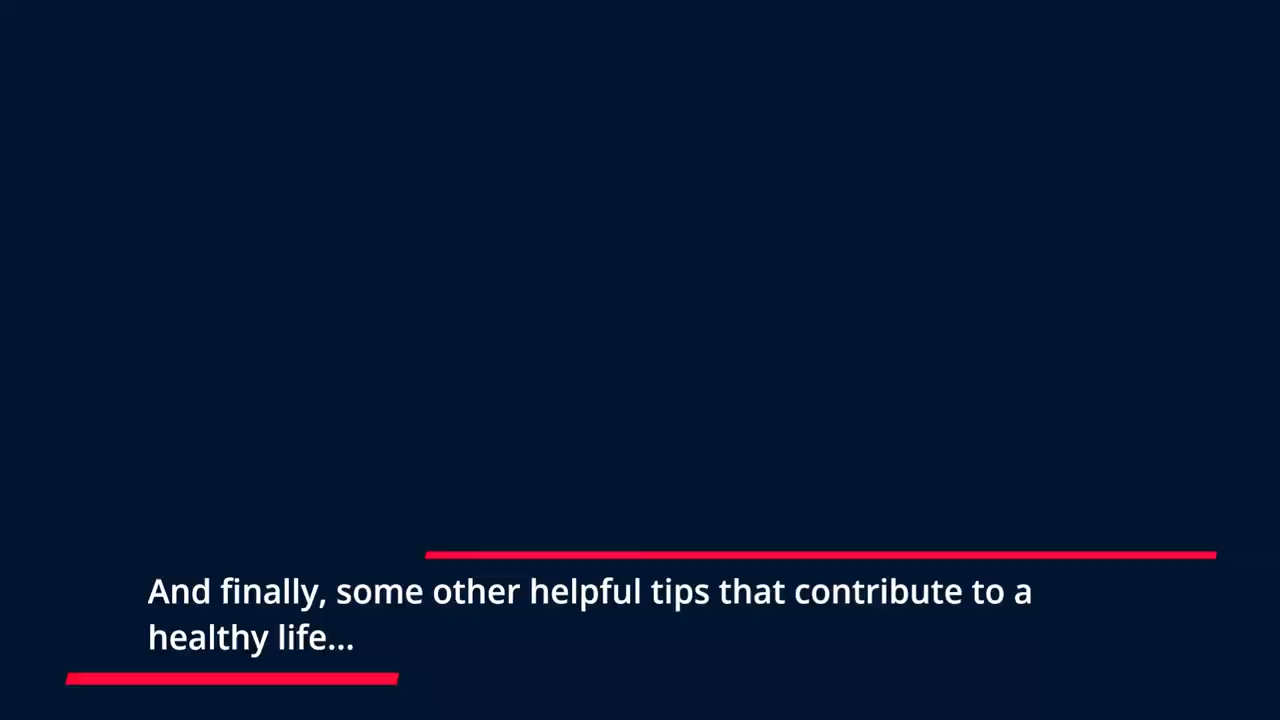 And finally, some other helpful tips that contribute to a
healthy life...